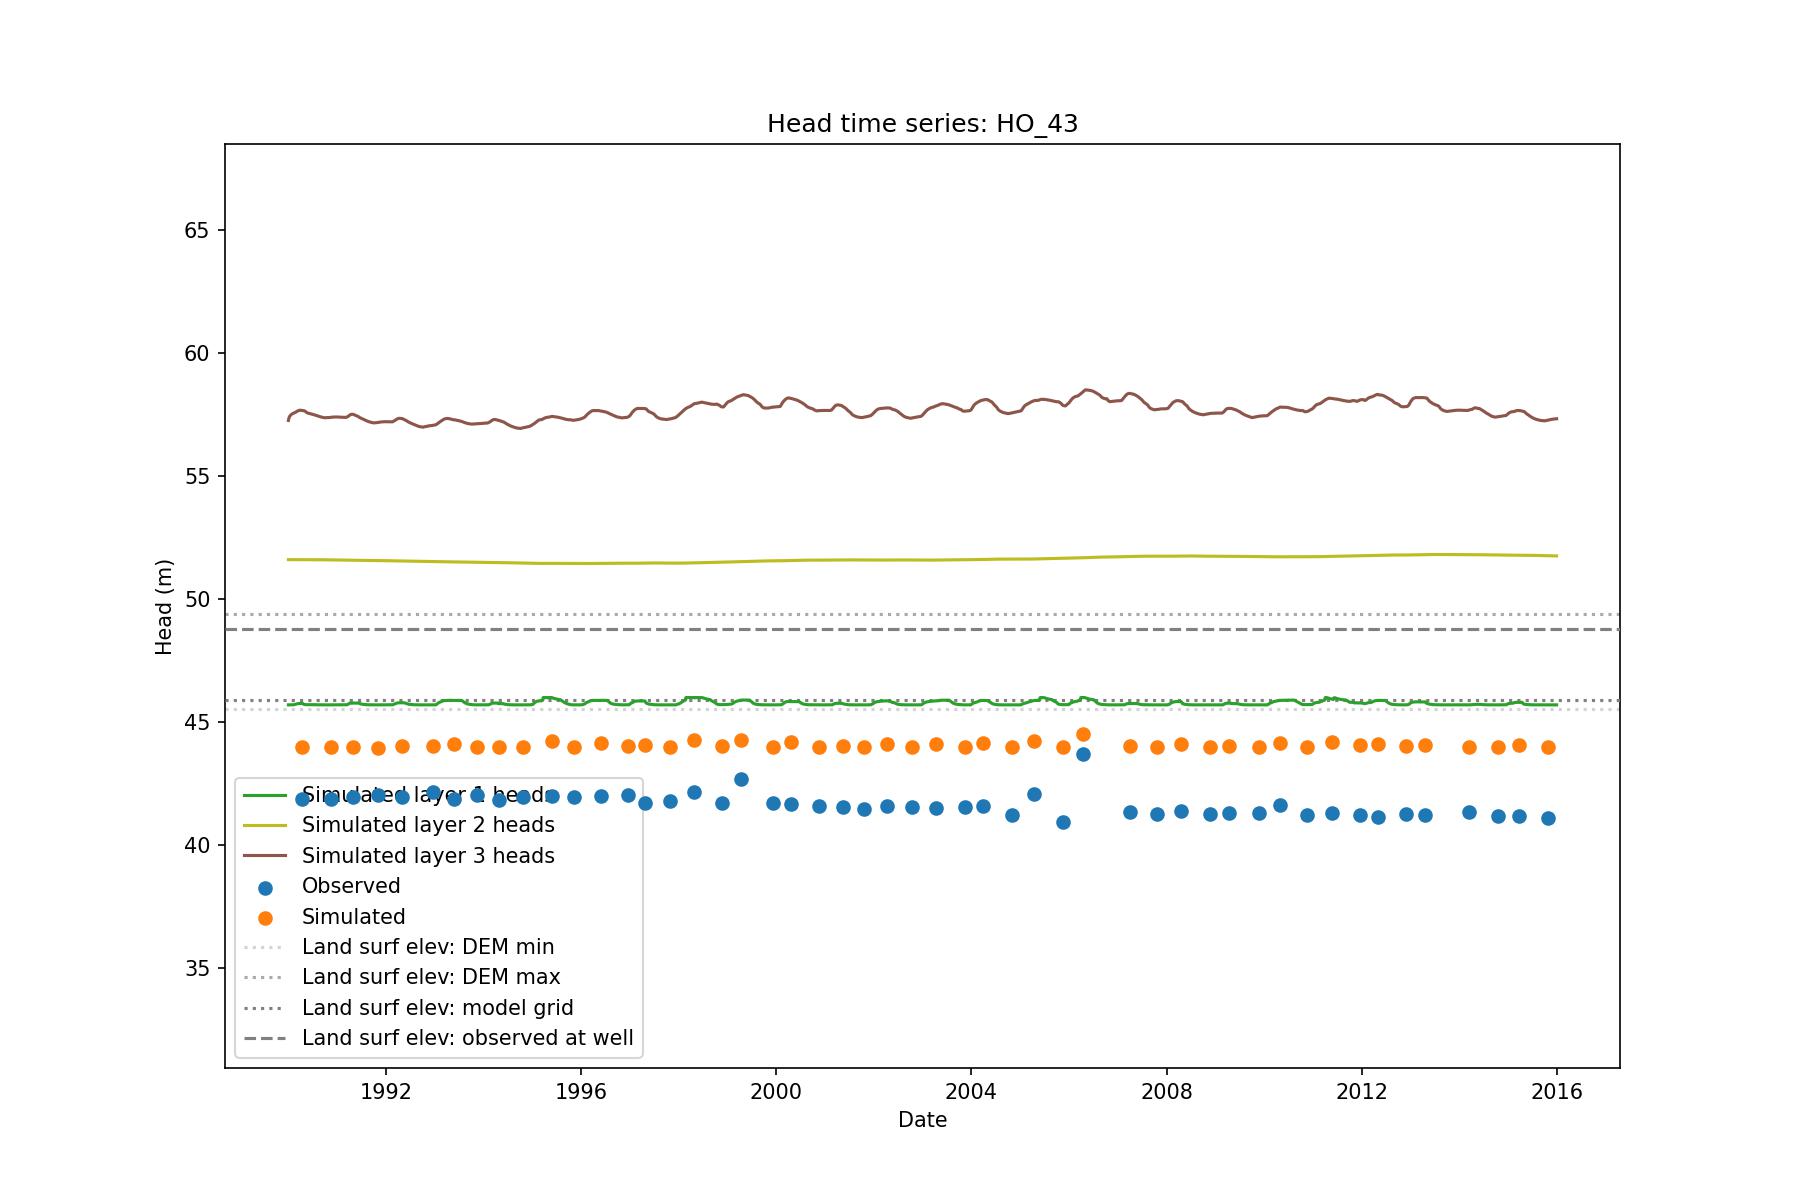 Head time series: HO_43
65
60
55
50
45
40
35
Head (m)
Simulated layer 1 heads
Simulated layer 2 heads
Simulated layer 3 heads
Observed
Simulated
Land surf elev: DEM min
Land surf elev: DEM max
Land surf elev: model grid
Land surf elev: observed at well
1992 1996 2000 2004 2008 2012 2016
Date